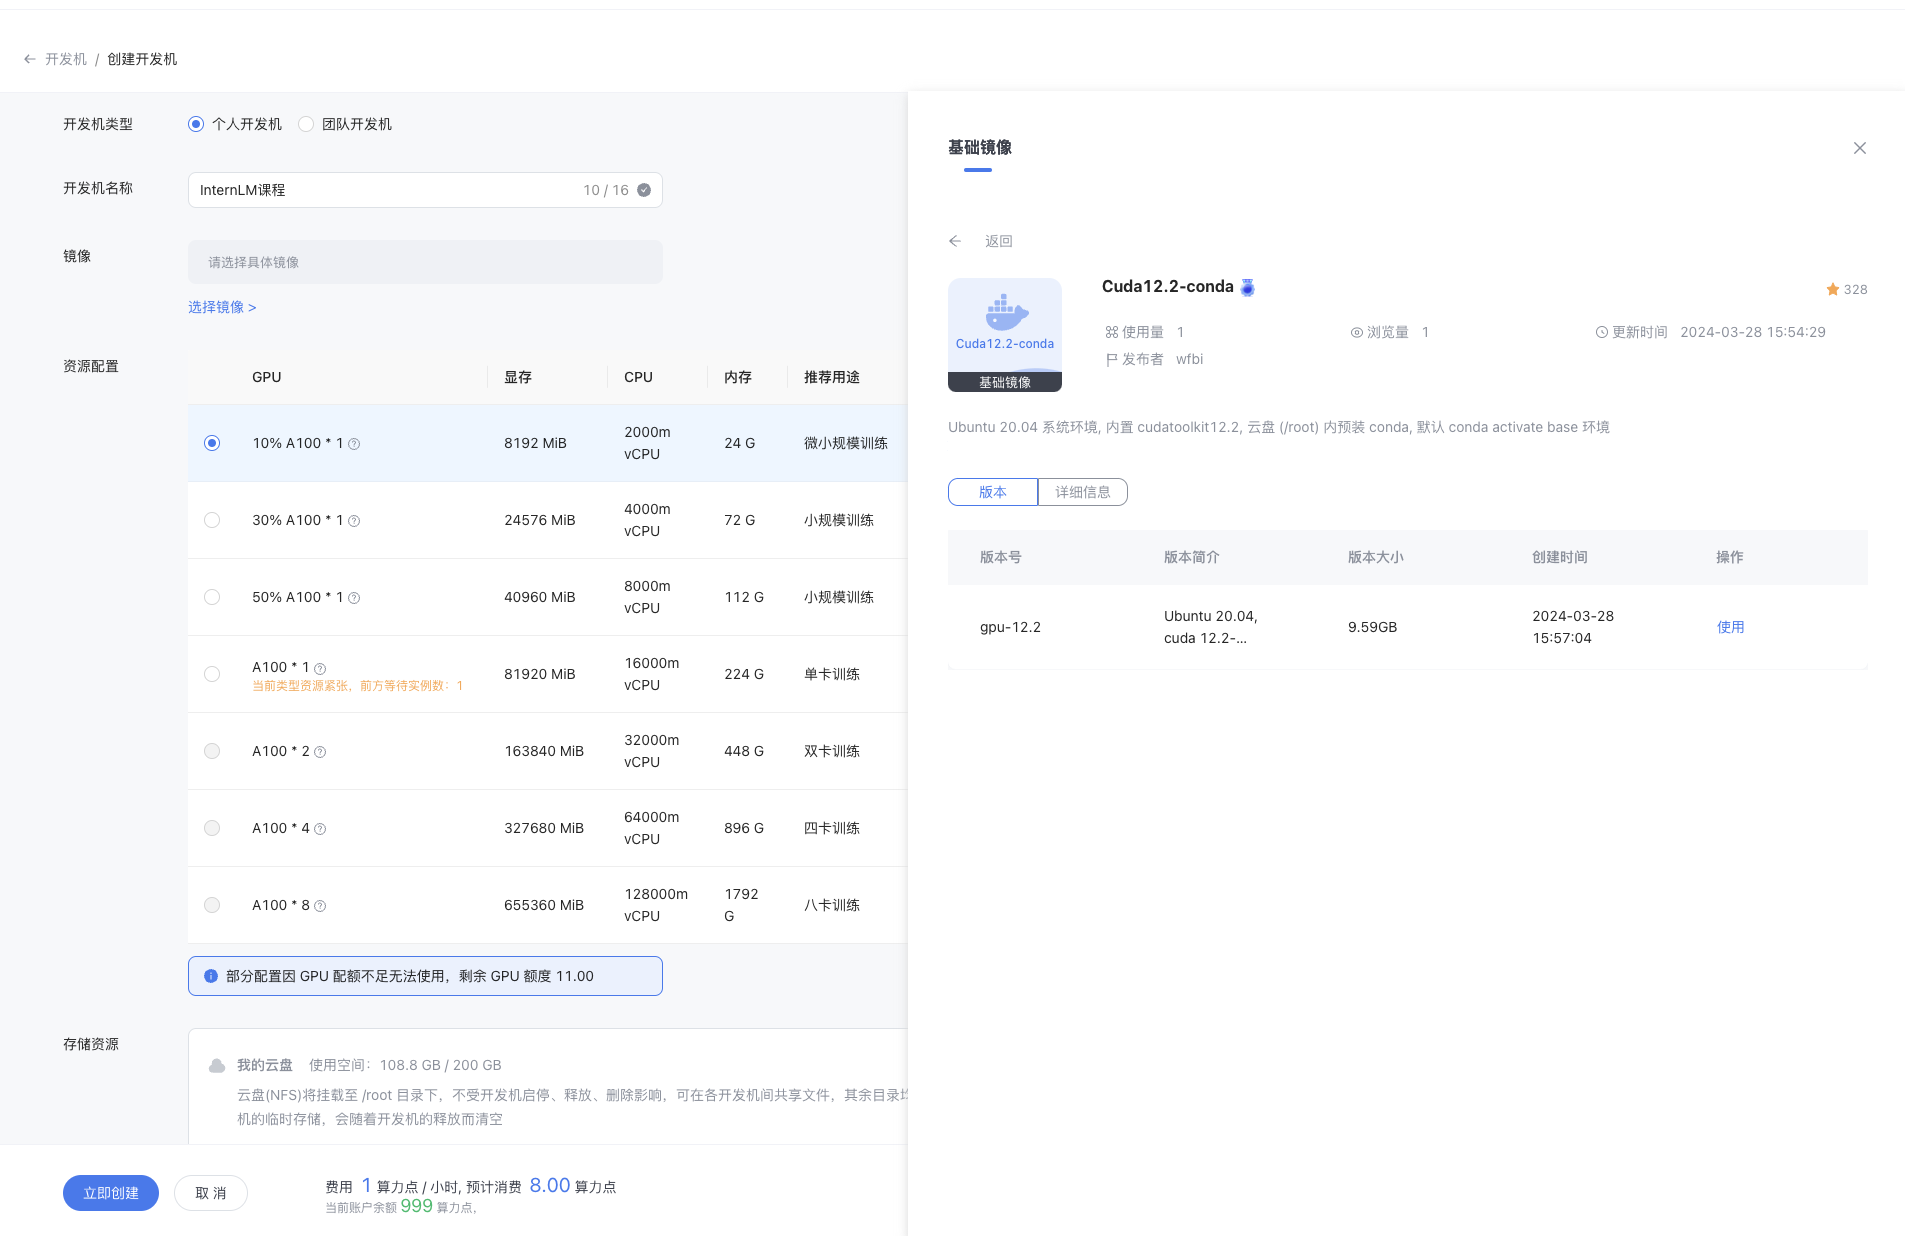 开发机 / 创建开发机
开发机类型
个人开发机
团队开发机
开发机名称
InternLM课程
10 / 16
镜像
请选择具体镜像
选择镜像 >
资源配置
GPU 显存 CPU 内存 推荐用途
10% A100 * 1 8192 MiB 2000m vCPU 24 G 微小规模训练
30% A100 * 1 24576 MiB 4000m vCPU 72 G 小规模训练
50% A100 * 1 40960 MiB 8000m vCPU 112 G 小规模训练
A100 * 1 81920 MiB 16000m vCPU 224 G 单卡训练
当前类型资源紧张，前方等待实例数：1
A100 * 2 163840 MiB 32000m vCPU 448 G 双卡训练
A100 * 4 327680 MiB 64000m vCPU 896 G 四卡训练
A100 * 8 655360 MiB 128000m vCPU 1792 G 八卡训练
部分配置因 GPU 配额不足无法使用，剩余 GPU 额度 11.00
存储资源
我的云盘 使用空间：108.8 GB / 200 GB
云盘(NFS)将挂载至 /root 目录下，不受开发机启停、释放、删除影响，可在各开发机间共享文件，其余目录
机的临时存储，会随着开发机的释放而清空
立即创建
取 消
费用 1 算力点 / 小时, 预计消费 8.00 算力点
当前账户余额 999 算力点，
基础镜像
返回
Cuda12.2-conda
基础镜像
Cuda12.2-conda
328
使用量 1
浏览量 1
更新时间 2024-03-28 15:54:29
发布者 wfbi
Ubuntu 20.04 系统环境, 内置 cudatoolkit12.2, 云盘 (/root) 内预装 conda, 默认 conda activate base 环境
版本
详细信息
版本号 版本简介 版本大小 创建时间 操作
gpu-12.2 Ubuntu 20.04, cuda 12.2-... 9.59GB 2024-03-28 15:57:04 使用